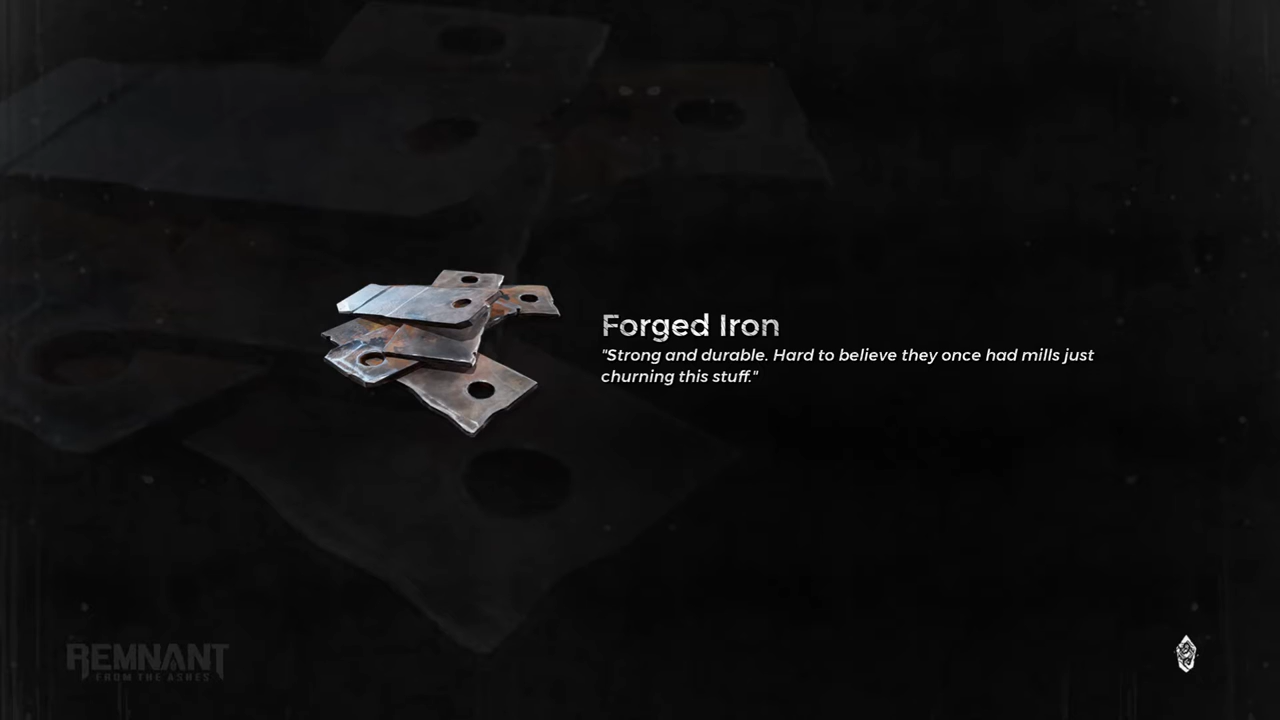 Forged Iron
"Strong and durable. Hard to believe they once had mills just
churning this stuff."
REMNANT
FROM THE ASHES